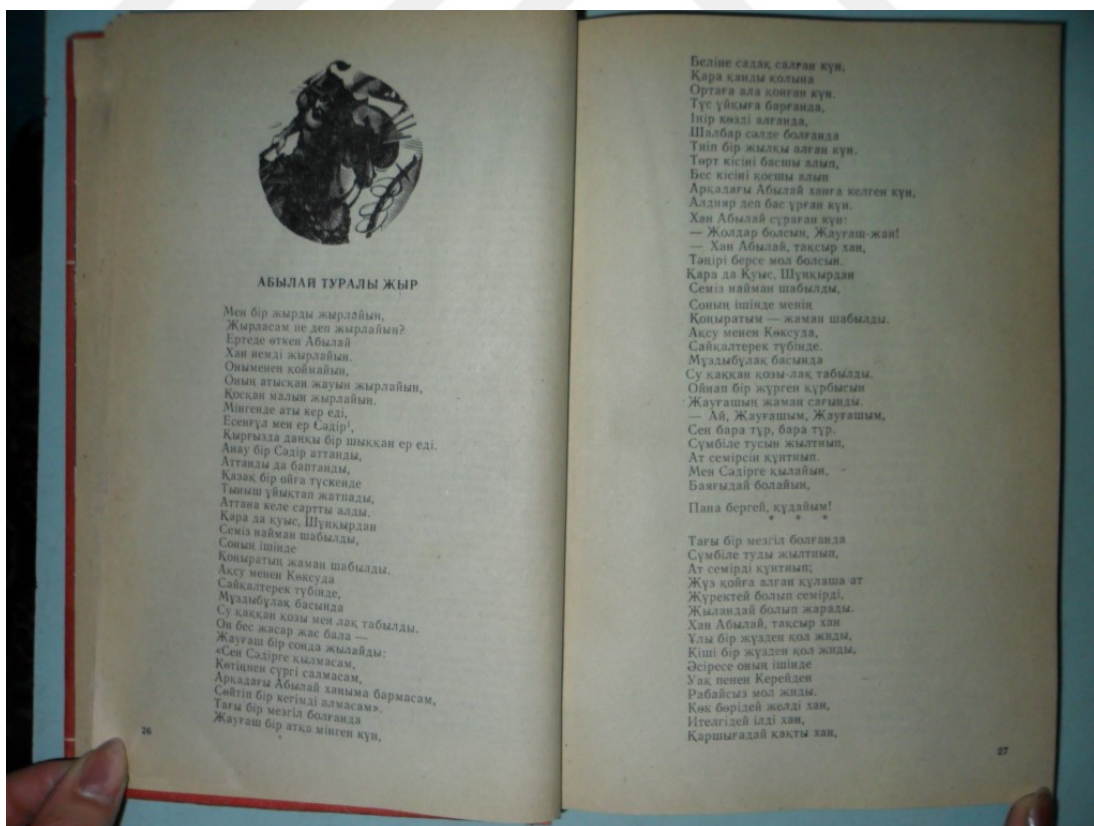 АБЫЛАЙ ТУРАЛЫ ЖЫР
Мен бір жырды жырлайын,
Жырласам не деп жырлайын?
Ертеде өткен Абылай
Хан иемді жырлайын.
Оныменен қоймайын,
Оның атысқан жауын жырлайын,
Қосқан малын жырлайын.
Мінгенде аты кер еді,
Есенғұл мен ер Сәдір¹,
Қырғызда даңқы бір шыққан ер еді.
Анау бір Сәдір аттанды,
Аттанды да баптанды,
Қазақ бір ойға түскенде
Тыныш ұйықтап жатпады,
Аттана келе сартты алды.
Қара да қуыс, Шұңқырдан
Семіз найман шабылды,
Соның ішінде
Қоңыратың жаман шабылды.
Ақсу менен Көксуда
Сайқалтерек түбінде,
Мұздыбұлақ басында
Су қаққан қозы мен лақ табылды.
Он бес жасар жас бала —
Жауғаш бір сонда жылайды:
«Сен Сәдірге қылмасам,
Көтіңнен сүргі салмасам,
Арқадағы Абылай ханыма бармасам,
Сөйтіп бір кегімді алмасам».
Тағы бір мезгіл болғанда
Жауғаш бір атқа мінген күн,
26
Беліне садақ салған күн,
Қара қанды қолына
Ортаға ала қонған күн.
Түс ұйқыға барғанда,
Іңір көзді алғанда,
Шалбар сәлде болғанда
Тиіп бір жылқы алған күн.
Төрт кісіні басшы алып,
Бес кісіні қосшы алып
Арқадағы Абылай ханға келген күн,
Алдияр деп бас ұрған күн.
Хан Абылай сұраған күн:
— Жолдар болсын, Жауғаш-жан!
— Хан Абылай, тақсыр хан,
Тәңірі берсе мол болсын.
Қара да Қуыс, Шұңқырдан
Семіз найман шабылды,
Соның ішінде менің
Қоңыратым — жаман шабылды.
Ақсу менен Көксуда,
Сайқалтерек түбінде.
Мұздыбұлақ басында
Су қаққан қозы-лақ табылды.
Ойнап бір жүрген құрбысын
Жауғашың жаман сағынды.
— Ай, Жауғашым, Жауғашым,
Сен бара тұр, бара тұр.
Сүмбіле тусын жылтиып,
Ат семірсін құнтиып.
Мен Сәдірге қылайын,
Баяғыдай болайын,
Пана бергей, құдайым!
* * *
Тағы бір мезгіл болғанда
Сүмбіле туды жылтиып,
Ат семірді құнтиып;
Жүз қойға алған құлаша ат
Жүректей болып семірді,
Жыландай болып жарады.
Хан Абылай, тақсыр хан
Ұлы бір жүзден қол жиды,
Кіші бір жүзден қол жиды,
Әсіресе оның ішінде
Уақ пенен Керейден
Рабайсыз мол жиды.
Көк бөрідей желді хан,
Ителгідей ілді хан,
Қаршығадай қақты хан,
27